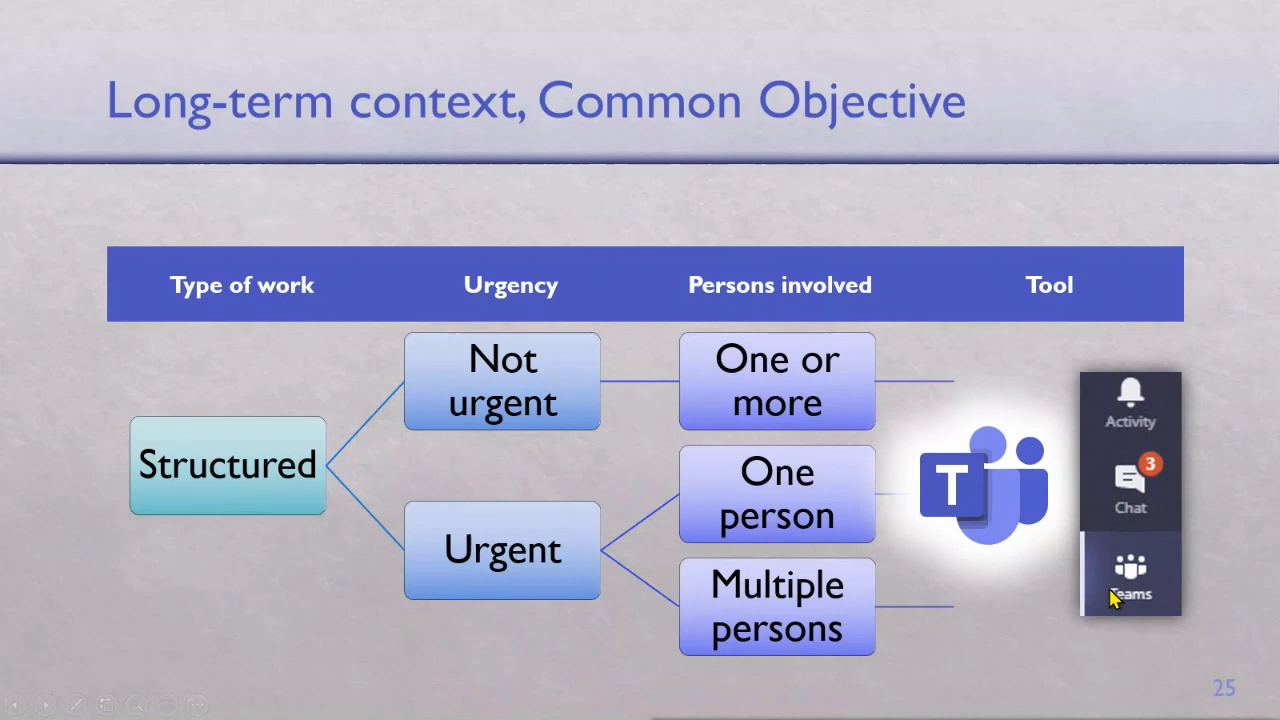 Long-term context, Common Objective
Type of work
Urgency
Persons involved
Tool
Structured
Not
urgent
Urgent
One or
more
One
person
Multiple
persons
T
Activity
3
Chat
Teams
25